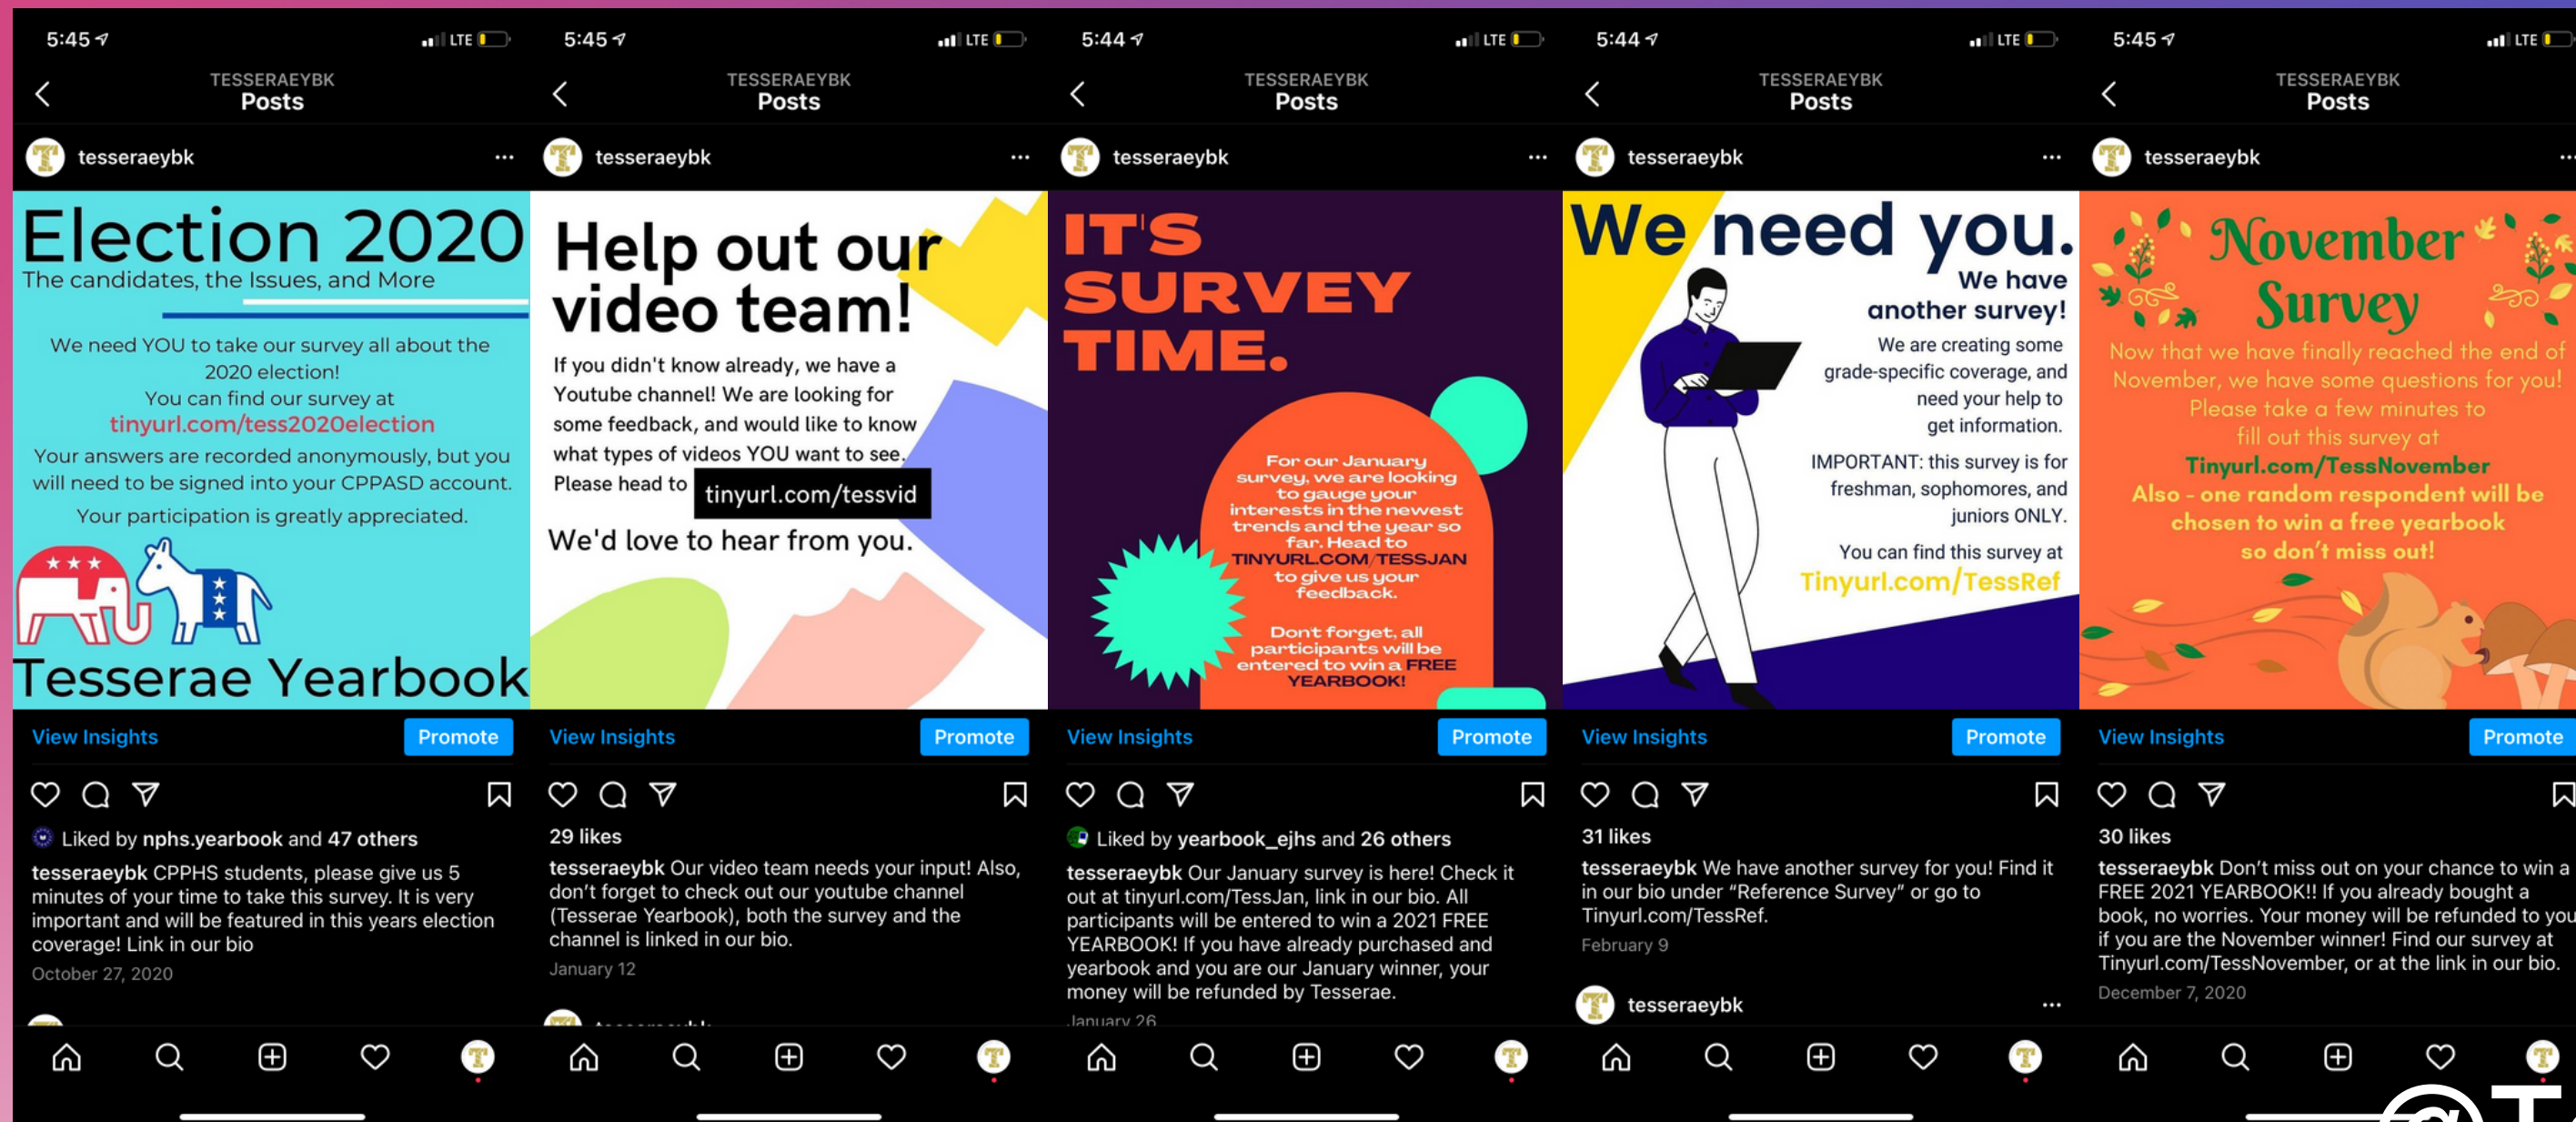 5:45
LTE
TESSERAEYBK
Posts
tesseraeybk
Election 2020
The candidates, the Issues, and More
We need YOU to take our survey all about the
2020 election!
You can find our survey at
tinyurl.com/tess2020election
Your answers are recorded anonymously, but you
will need to be signed into your CPPASD account.
Your participation is greatly appreciated.
Tesserae Yearbook
View Insights
Promote
Liked by nphs.yearbook and 47 others
tesseraeybk CPPHS students, please give us 5
minutes of your time to take this survey. It is very
important and will be featured in this years election
coverage! Link in our bio
October 27, 2020
5:45
LTE
TESSERAEYBK
Posts
tesseraeybk
Help out our
video team!
If you didn't know already, we have a
Youtube channel! We are looking for
some feedback, and would like to know
what types of videos YOU want to see.
Please head to tinyurl.com/tessvid
We'd love to hear from you.
View Insights
Promote
29 likes
tesseraeybk Our video team needs your input! Also,
don't forget to check out our youtube channel
(Tesserae Yearbook), both the survey and the
channel is linked in our bio.
January 12
5:44
LTE
TESSERAEYBK
Posts
tesseraeybk
IT'S
SURVEY
TIME.
For our January
survey, we are looking
to gauge your
interests in the newest
trends and the year so
far. Head to
TINYURL.COM/TESSJAN
to give us your
feedback.
Don't forget, all
participants will be
entered to win a FREE
YEARBOOK!
View Insights
Promote
Liked by yearbook_ejhs and 26 others
tesseraeybk Our January survey is here! Check it
out at tinyurl.com/TessJan, link in our bio. All
participants will be entered to win a 2021 FREE
YEARBOOK! If you have already purchased and
yearbook and you are our January winner, your
money will be refunded by Tesserae.
January 26
5:44
LTE
TESSERAEYBK
Posts
tesseraeybk
We need you.
We have
another survey!
We are creating some
grade-specific coverage, and
need your help to
get information.
IMPORTANT: this survey is for
freshman, sophomores, and
juniors ONLY.
You can find this survey at
Tinyurl.com/TessRef
View Insights
Promote
31 likes
tesseraeybk We have another survey for you! Find it
in our bio under “Reference Survey” or go to
Tinyurl.com/TessRef.
February 9
tesseraeybk
5:45
LTE
TESSERAEYBK
Posts
tesseraeybk
November
Survey
Now that we have finally reached the end of
November, we have some questions for you!
Please take a few minutes to
fill out this survey at
Tinyurl.com/TessNovember
Also - one random respondent will be
chosen to win a free yearbook
so don't miss out!
View Insights
Promote
30 likes
tesseraeybk Don't miss out on your chance to win a
FREE 2021 YEARBOOK!! If you already bought a
book, no worries. Your money will be refunded to you
if you are the November winner! Find our survey at
Tinyurl.com/TessNovember, or at the link in our bio.
December 7, 2020